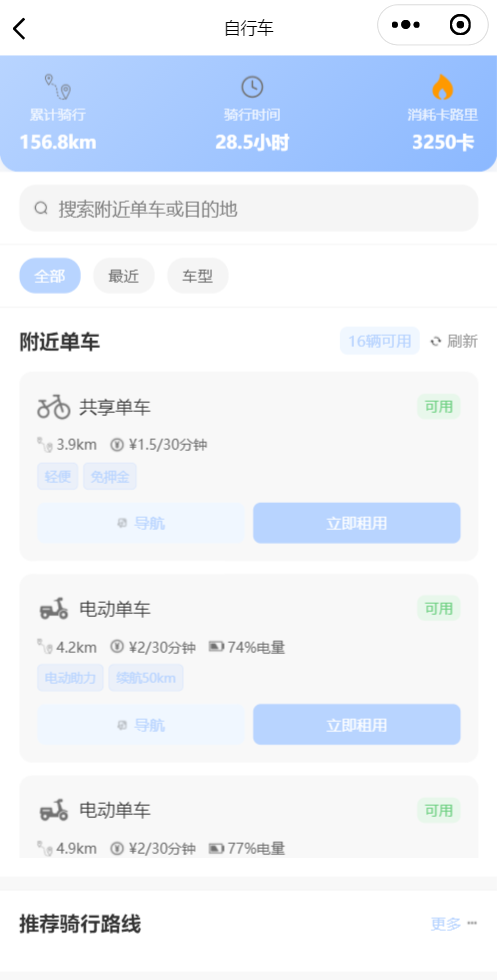 自行车
累计骑行 骑行时间 消耗卡路里
156.8km 28.5小时 3250卡
搜索附近单车或目的地
全部 最近 车型
附近单车 16辆可用 刷新
共享单车 可用
3.9km ¥1.5/30分钟
轻便 免押金
导航 立即租用
电动单车 可用
4.2km ¥2/30分钟 74%电量
电动助力 续航50km
导航 立即租用
电动单车 可用
4.9km ¥2/30分钟 77%电量
推荐骑行路线 更多